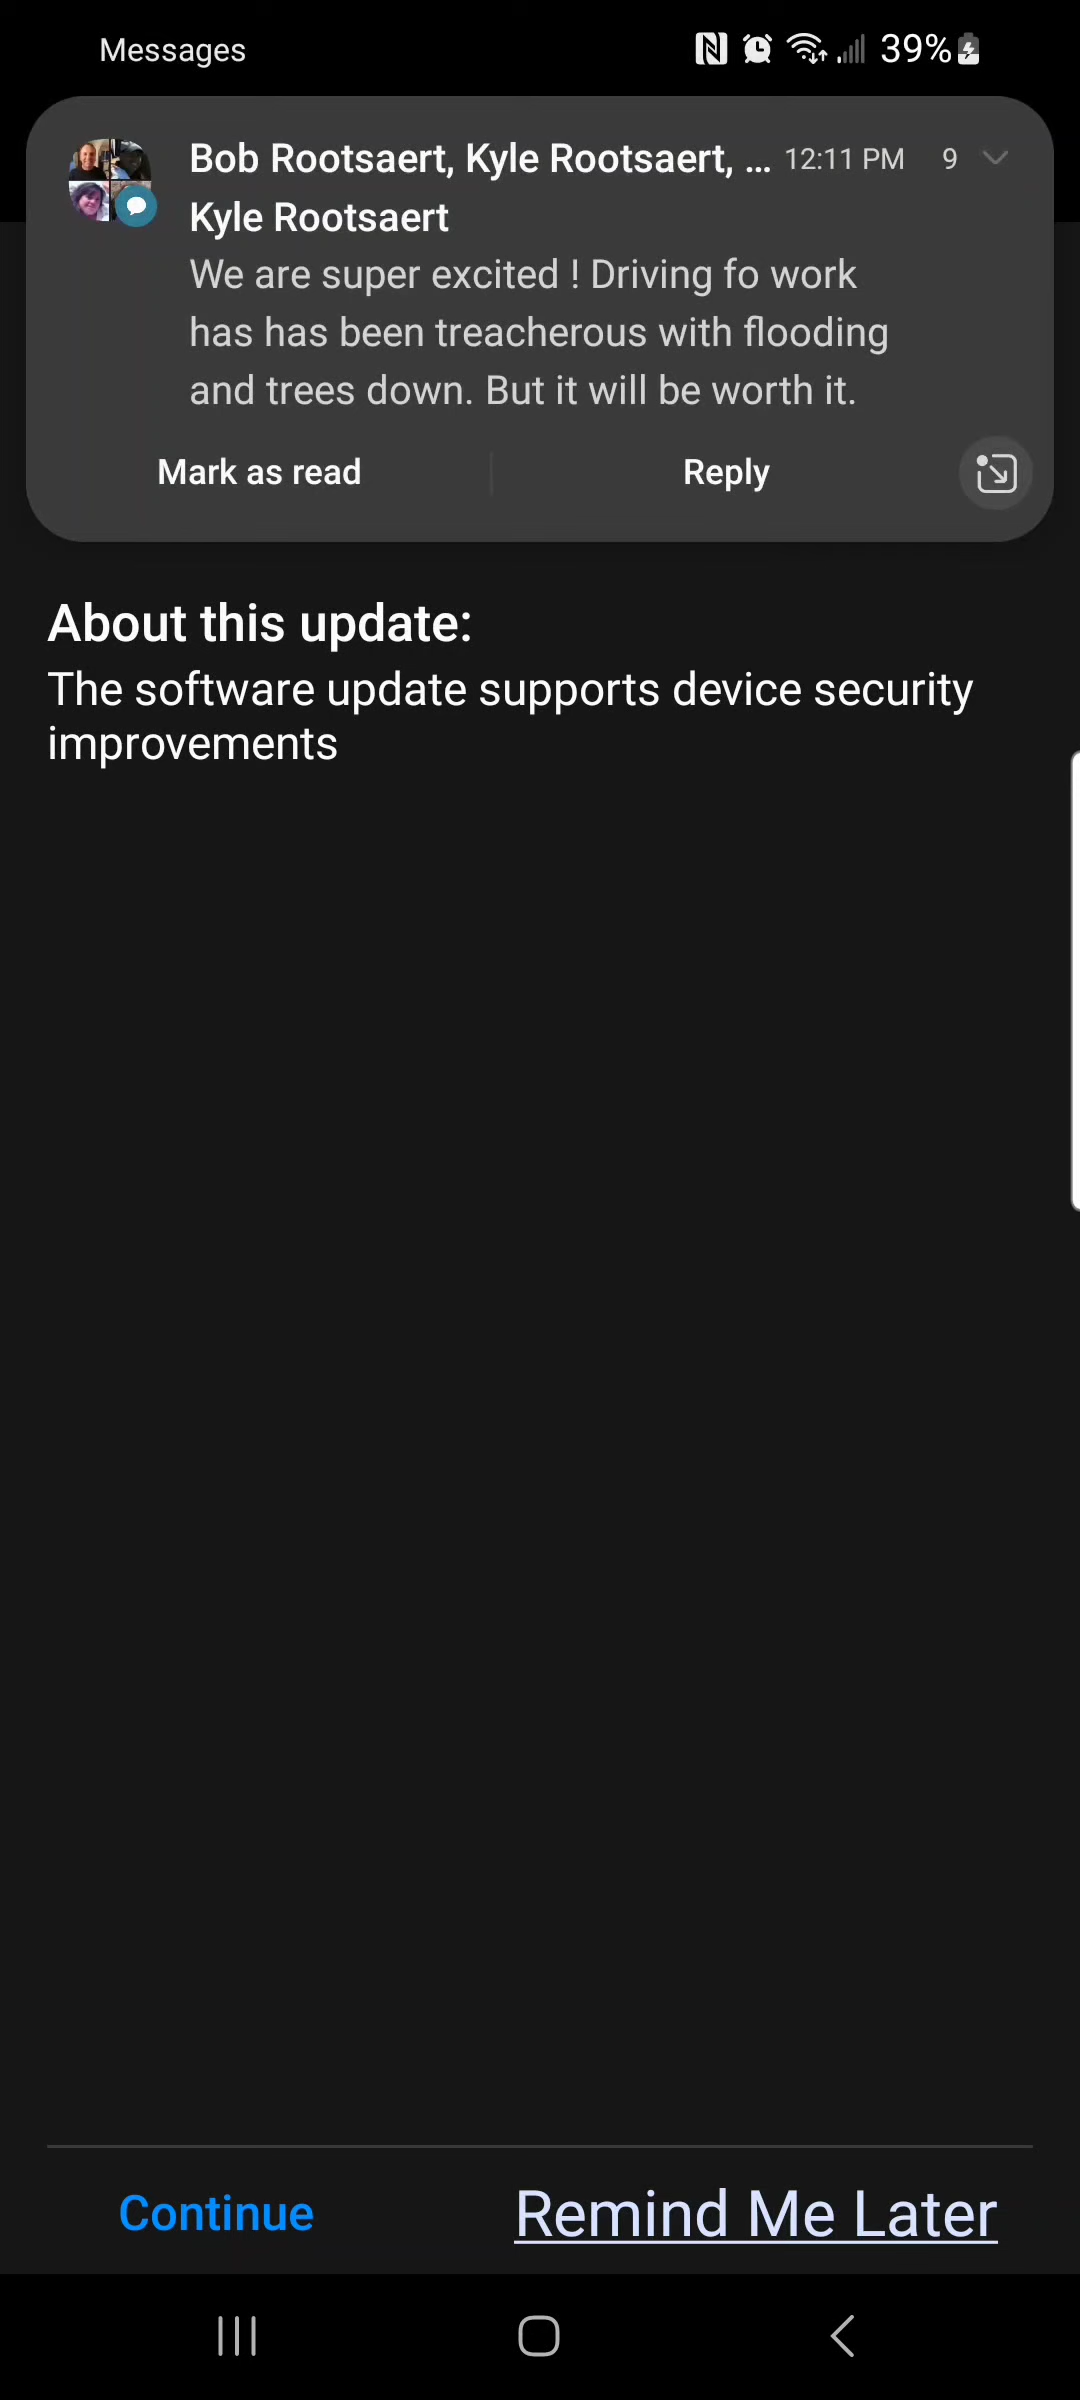 Messages
39%
Bob Rootsaert, Kyle Rootsaert, ... 12:11 PM 9
Kyle Rootsaert
We are super excited ! Driving fo work
has has been treacherous with flooding
and trees down. But it will be worth it.
Mark as read
Reply
About this update:
The software update supports device security
improvements
Continue
Remind Me Later